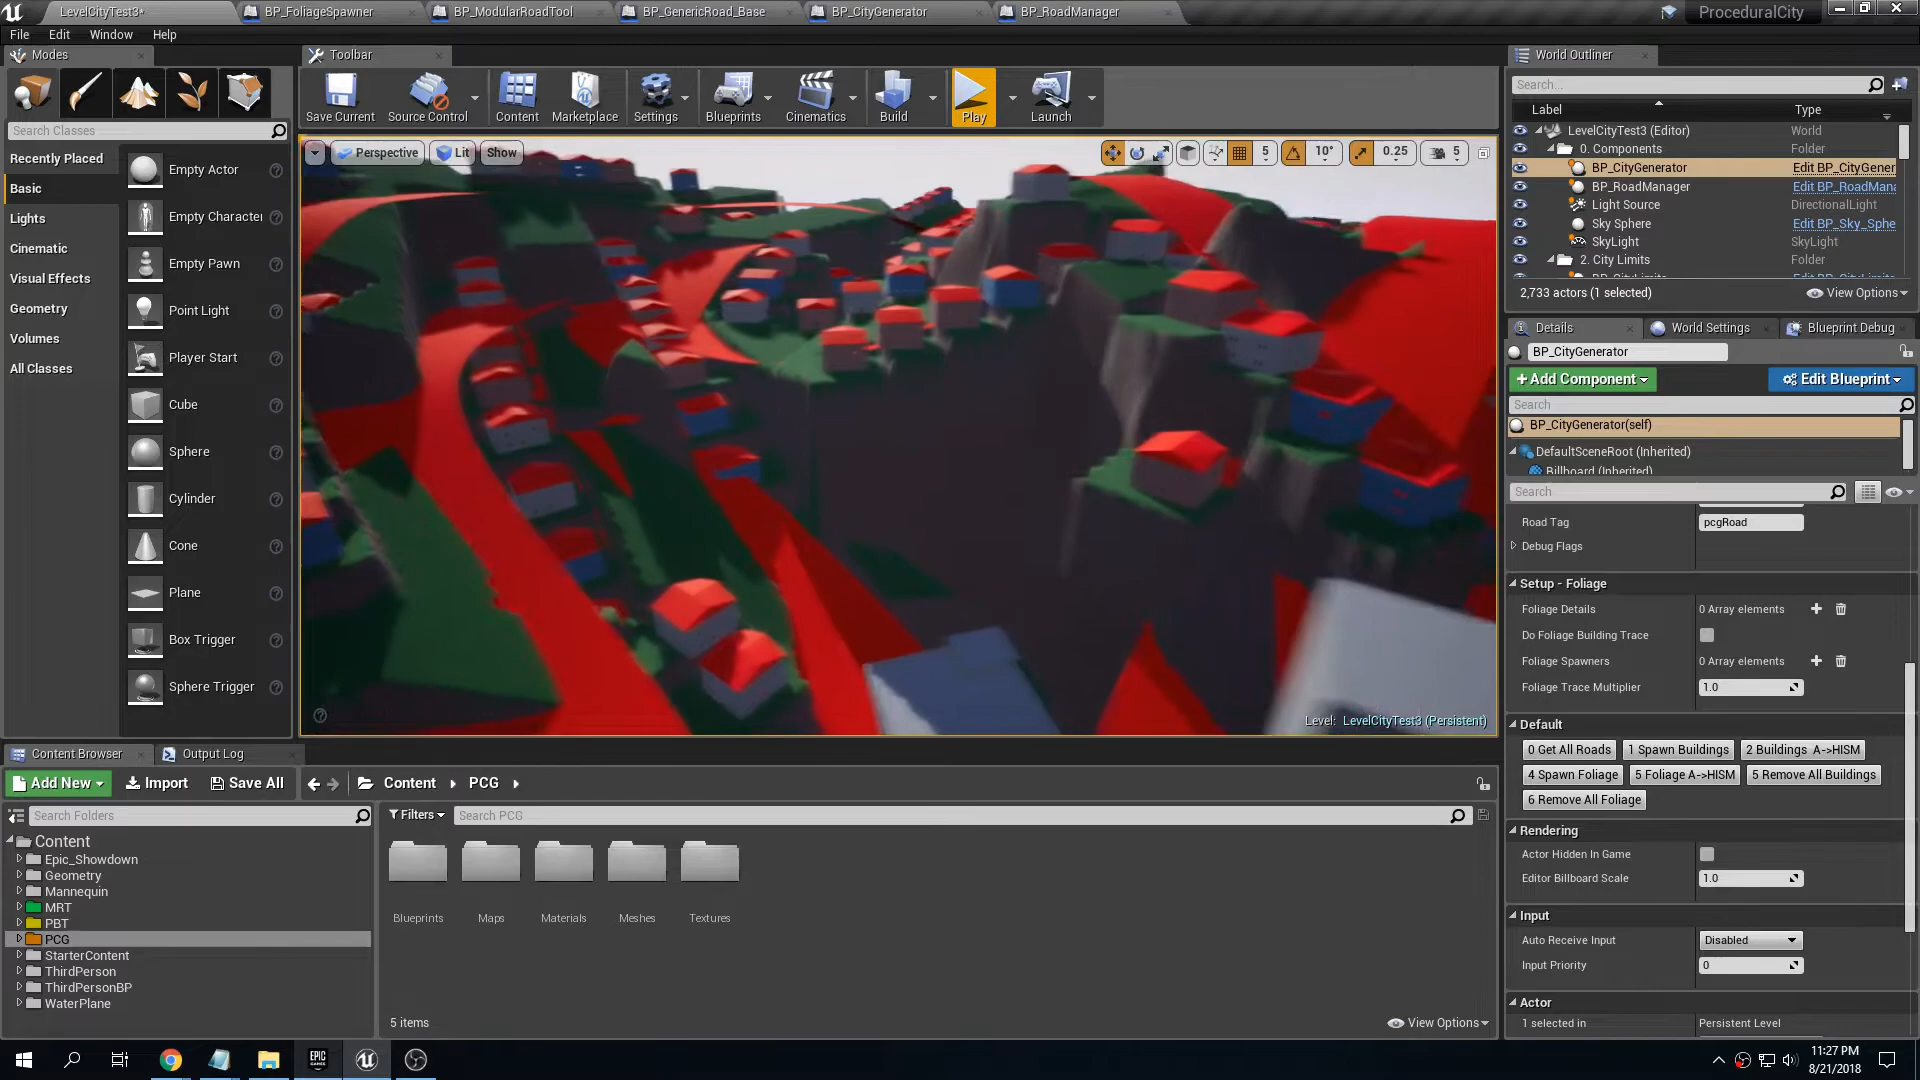 LevelCityTest3*
BP_FoliageSpawner
BP_ModularRoadTool
BP_GenericRoad_Base
BP_CityGenerator
BP_RoadManager
ProceduralCity
File Edit Window Help
Modes
Toolbar
World Outliner
Save Current
Source Control
Content
Marketplace
Settings
Blueprints
Cinematics
Build
Play
Launch
Search Classes
Recently Placed
Basic
Lights
Cinematic
Visual Effects
Geometry
Volumes
All Classes
Empty Actor
Empty Character
Empty Pawn
Point Light
Player Start
Cube
Sphere
Cylinder
Cone
Plane
Box Trigger
Sphere Trigger
Perspective Lit Show
5 10° 0.25 5
Level: LevelCityTest3 (Persistent)
Search...
Label Type
LevelCityTest3 (Editor) World
0. Components Folder
BP_CityGenerator Edit BP_CityGener
BP_RoadManager Edit BP_RoadMana
Light Source DirectionalLight
Sky Sphere Edit BP_Sky_Sphe
SkyLight SkyLight
2. City Limits Folder
2,733 actors (1 selected) View Options
Details
World Settings
Blueprint Debug
BP_CityGenerator
+Add Component Edit Blueprint
Search
BP_CityGenerator(self)
DefaultSceneRoot (Inherited)
Billboard (Inherited)
Search
Road Tag pcgRoad
Debug Flags
Setup - Foliage
Foliage Details 0 Array elements
Do Foliage Building Trace
Foliage Spawners 0 Array elements
Foliage Trace Multiplier 1.0
Default
0 Get All Roads 1 Spawn Buildings 2 Buildings A->HISM
4 Spawn Foliage 5 Foliage A->HISM 5 Remove All Buildings
6 Remove All Foliage
Rendering
Actor Hidden In Game
Editor Billboard Scale 1.0
Input
Auto Receive Input Disabled
Input Priority 0
Actor
1 selected in Persistent Level
Content Browser
Output Log
Add New Import Save All Content PCG
Search Folders
Filters Search PCG
Content
Epic_Showdown
Geometry
Mannequin
MRT
PBT
PCG
StarterContent
ThirdPerson
ThirdPersonBP
WaterPlane
Blueprints Maps Materials Meshes Textures
5 items View Options
EPIC
GAMES
11:27 PM
8/21/2018